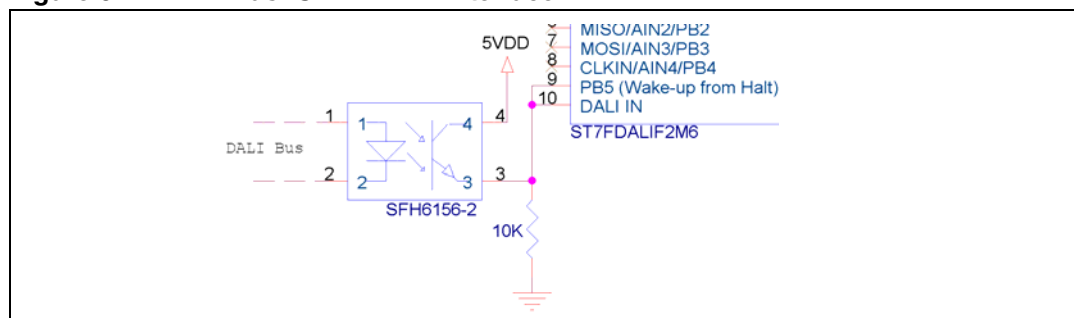 5VDD
MISO/AIN2/PB2
7 MOSI/AIN3/PB3
8 CLKIN/AIN4/PB4
9 PB5 (Wake-up from Halt)
10 DALI IN
ST7FDALIF2M6
1 1 4 4
DALI Bus
2 2 3 3
SFH6156-2
10K